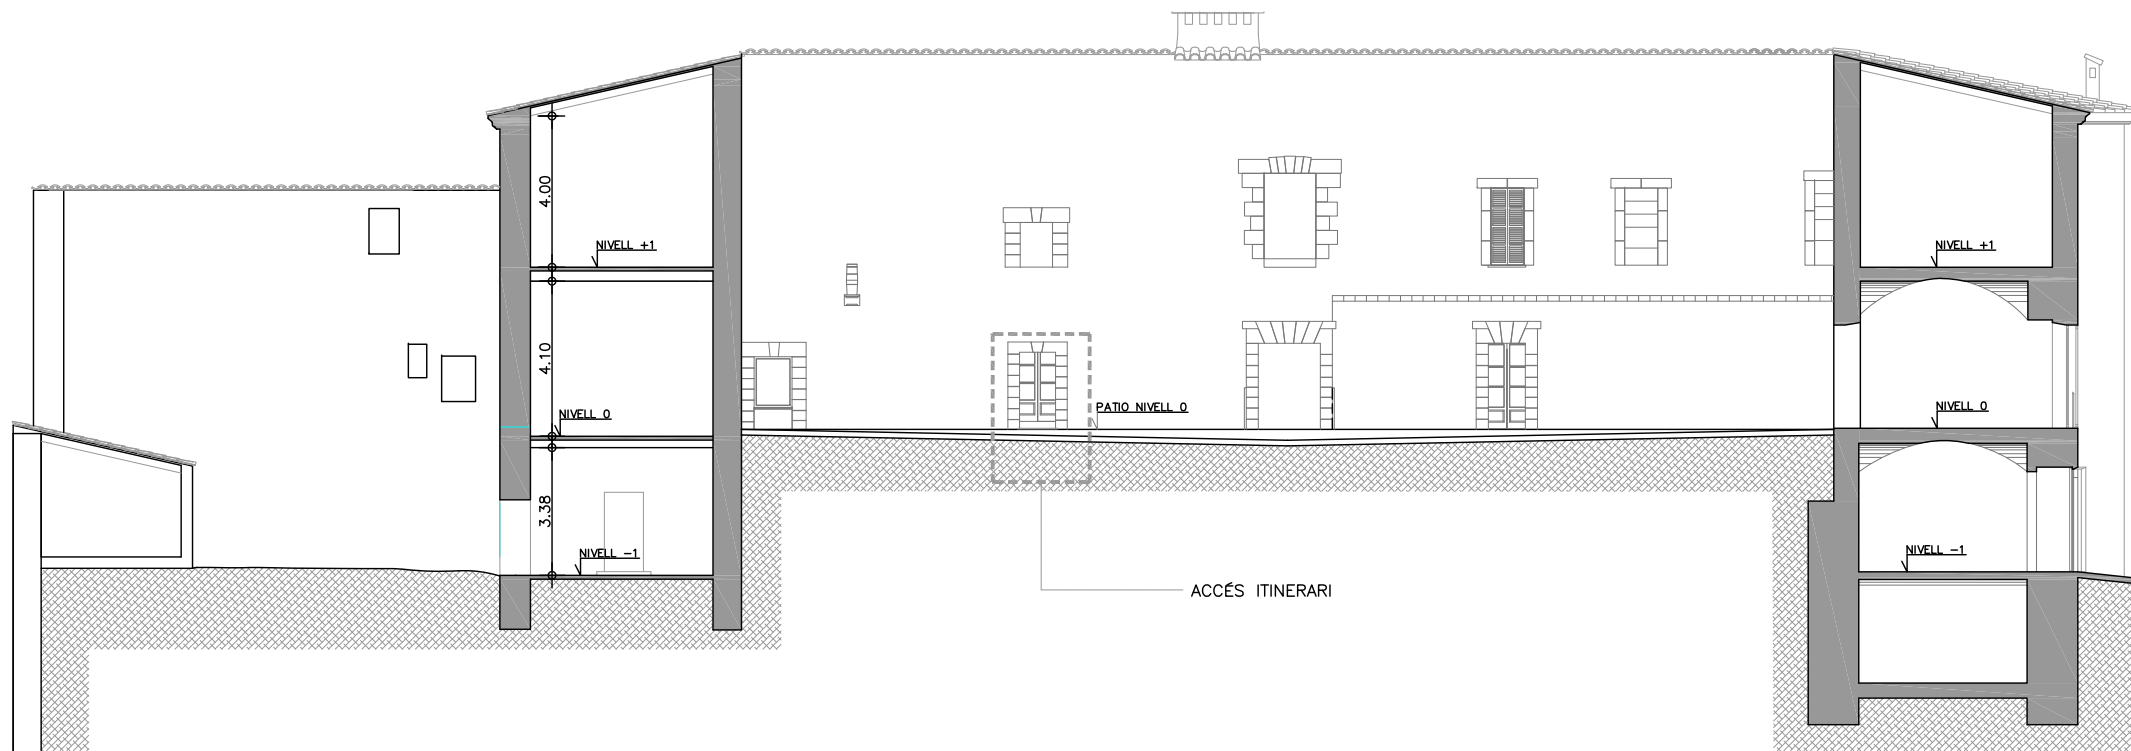 4.00
NIVELL +1
NIVELL +1
4.10
NIVELL 0
PATIO NIVELL 0
NIVELL 0
3.38
NIVELL -1
NIVELL -1
ACCÉS ITINERARI